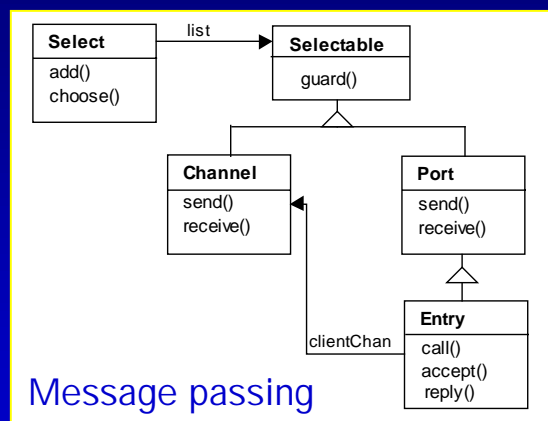 list
Select
add()
choose()
Selectable
guard()
Channel
send()
receive()
Port
send()
receive()
clientChan
Entry
call()
accept()
reply()
Message passing